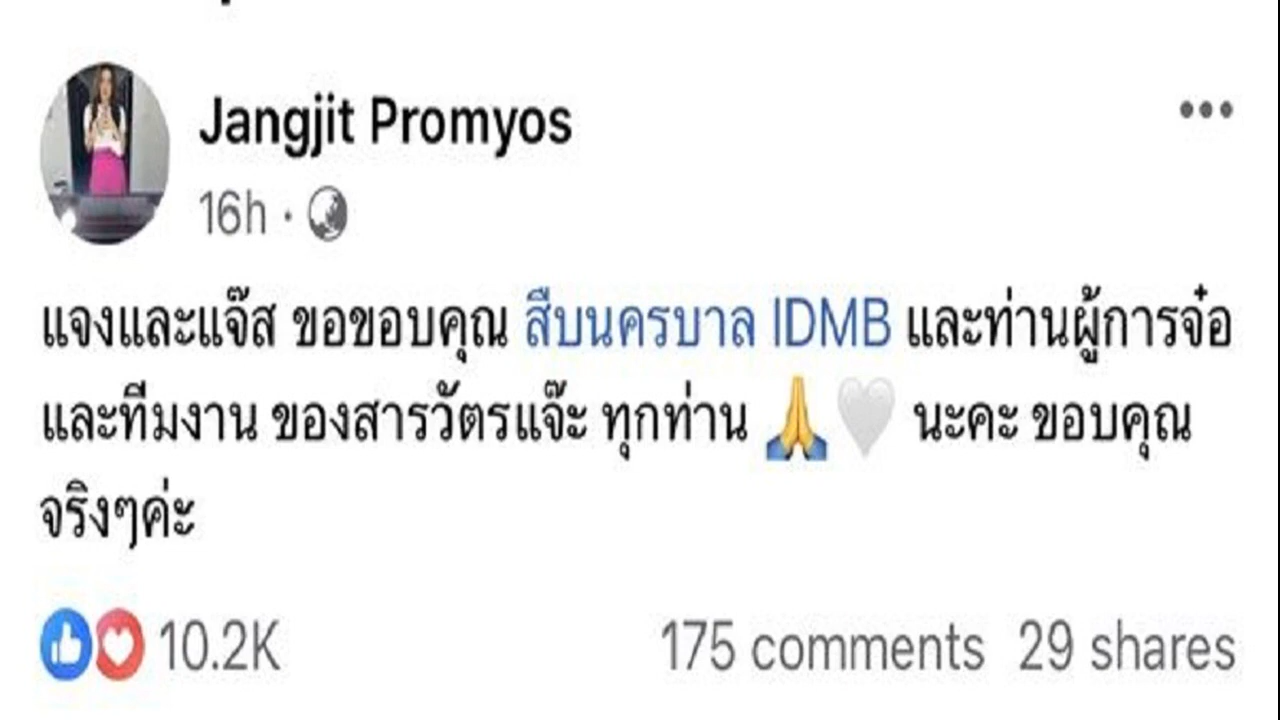 Jangjit Promyos
16h ·
แจงและแจ๊ส ขอขอบคุณ สืบนครบาล IDMB และท่านผู้การจ๋อ
และทีมงาน ของสารวัตรแจ๊ะ ทุกท่าน 🙏🤍 นะคะ ขอบคุณ
จริงๆค่ะ
10.2K 175 comments 29 shares